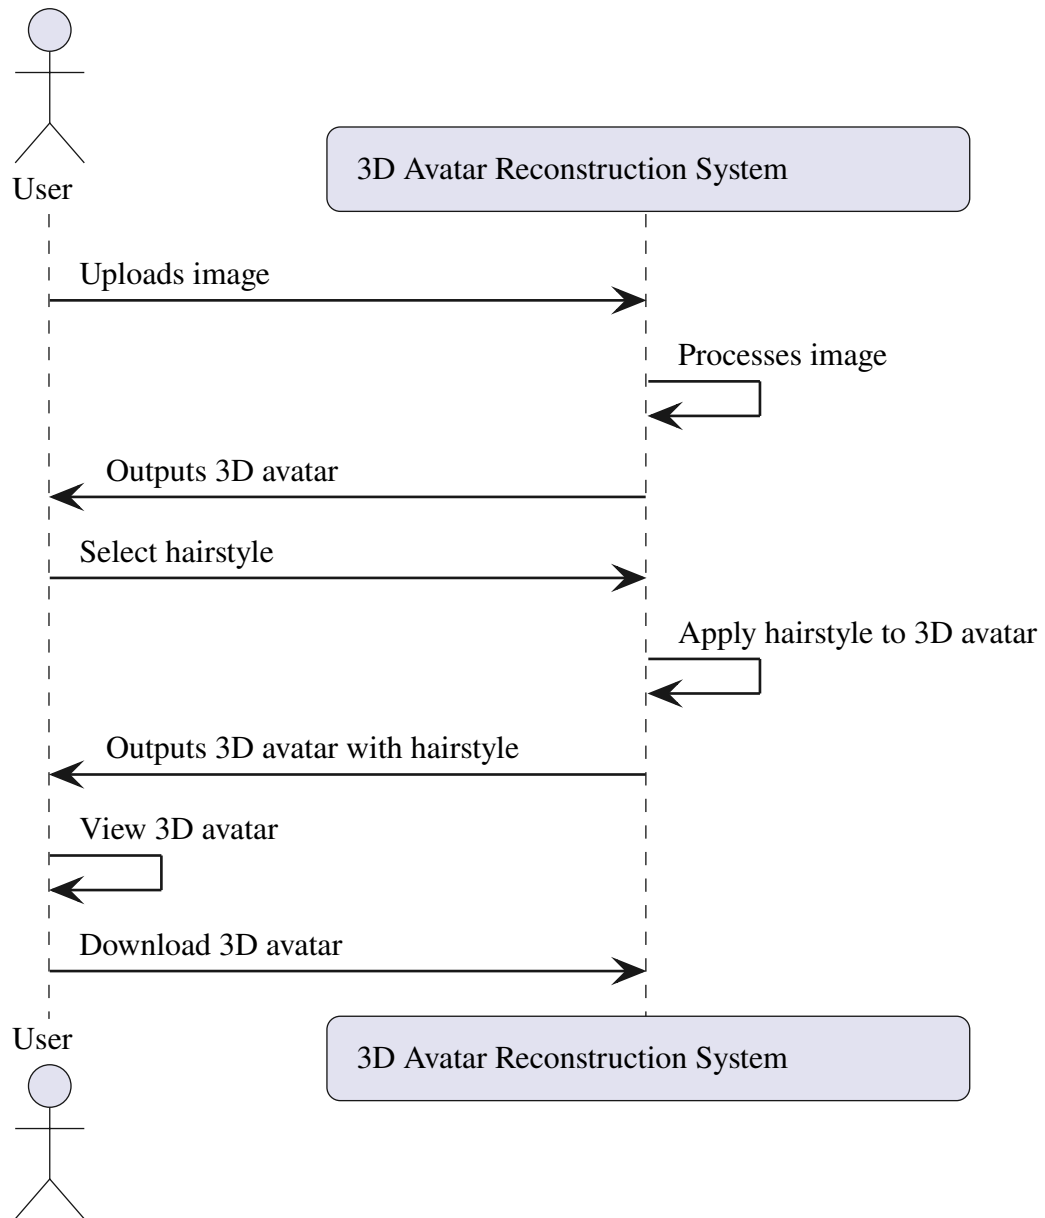 User
3D Avatar Reconstruction System
Uploads image
Processes image
Outputs 3D avatar
Select hairstyle
Apply hairstyle to 3D avatar
Outputs 3D avatar with hairstyle
View 3D avatar
Download 3D avatar
User
3D Avatar Reconstruction System